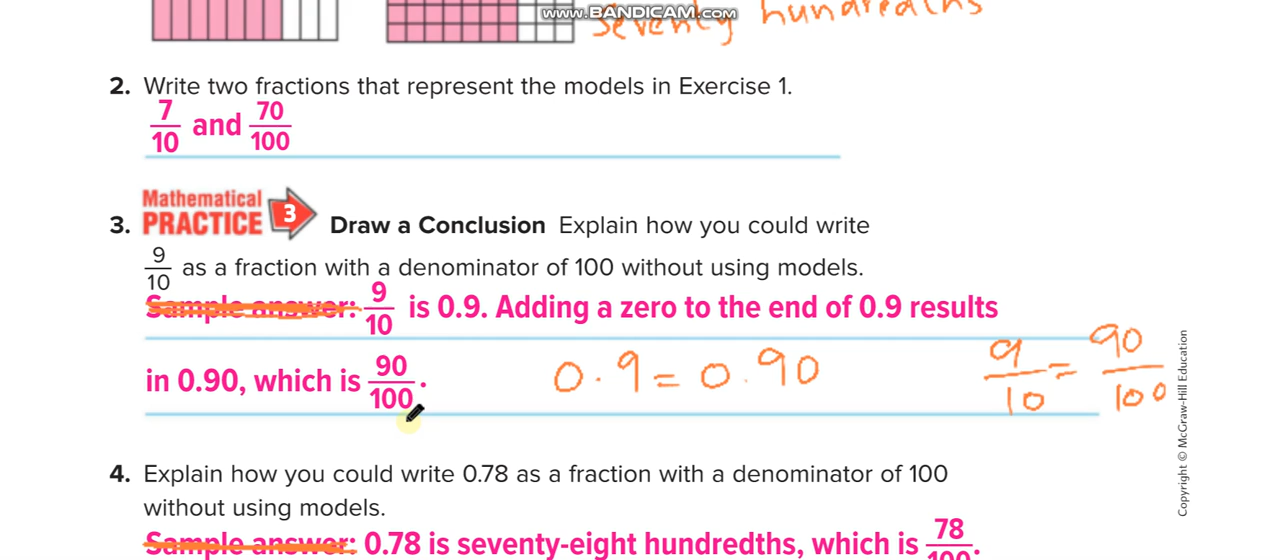 www.BANDICAM.com
seventy hundredths
2. Write two fractions that represent the models in Exercise 1.
7/10 and 70/100
Mathematical
PRACTICE 3
3. Draw a Conclusion Explain how you could write
9/10 as a fraction with a denominator of 100 without using models.
Sample answer: 9/10 is 0.9. Adding a zero to the end of 0.9 results
in 0.90, which is 90/100.
0.9 = 0.90
9/10 = 90/100
Copyright © McGraw-Hill Education
4. Explain how you could write 0.78 as a fraction with a denominator of 100
without using models.
Sample answer: 0.78 is seventy-eight hundredths, which is 78/100.